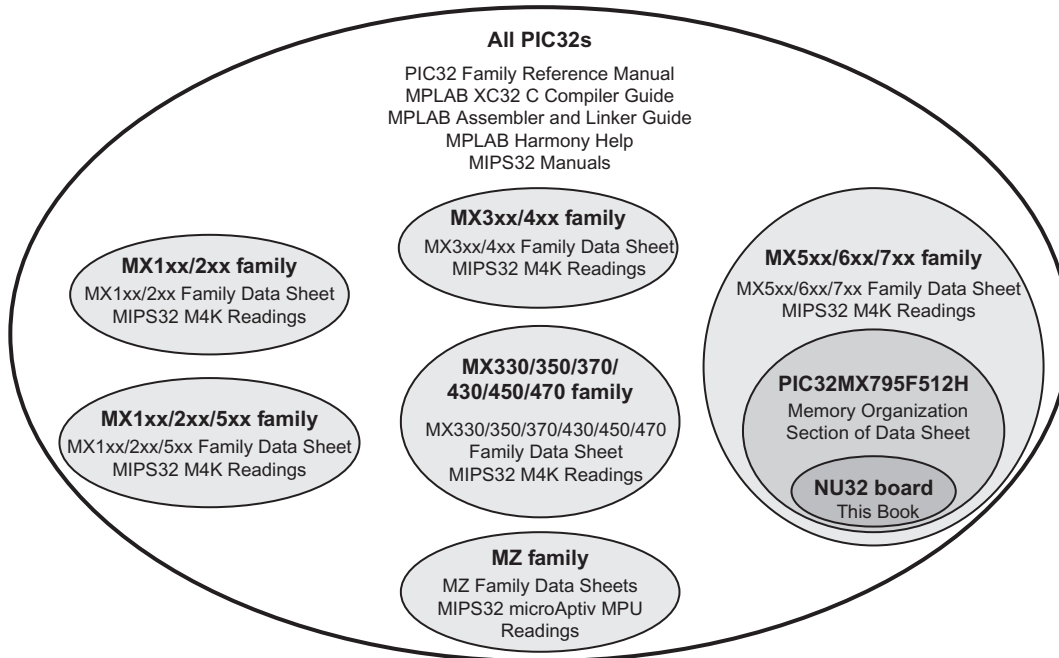 All PIC32s
PIC32 Family Reference Manual
MPLAB XC32 C Compiler Guide
MPLAB Assembler and Linker Guide
MPLAB Harmony Help
MIPS32 Manuals
MX3xx/4xx family
MX3xx/4xx Family Data Sheet
MIPS32 M4K Readings
MX1xx/2xx family
MX1xx/2xx Family Data Sheet
MIPS32 M4K Readings
MX5xx/6xx/7xx family
MX5xx/6xx/7xx Family Data Sheet
MIPS32 M4K Readings
MX330/350/370/
430/450/470 family
MX330/350/370/430/450/470
Family Data Sheet
MIPS32 M4K Readings
PIC32MX795F512H
Memory Organization
Section of Data Sheet
MX1xx/2xx/5xx family
MX1xx/2xx/5xx Family Data Sheet
MIPS32 M4K Readings
NU32 board
This Book
MZ family
MZ Family Data Sheets
MIPS32 microAptiv MPU
Readings